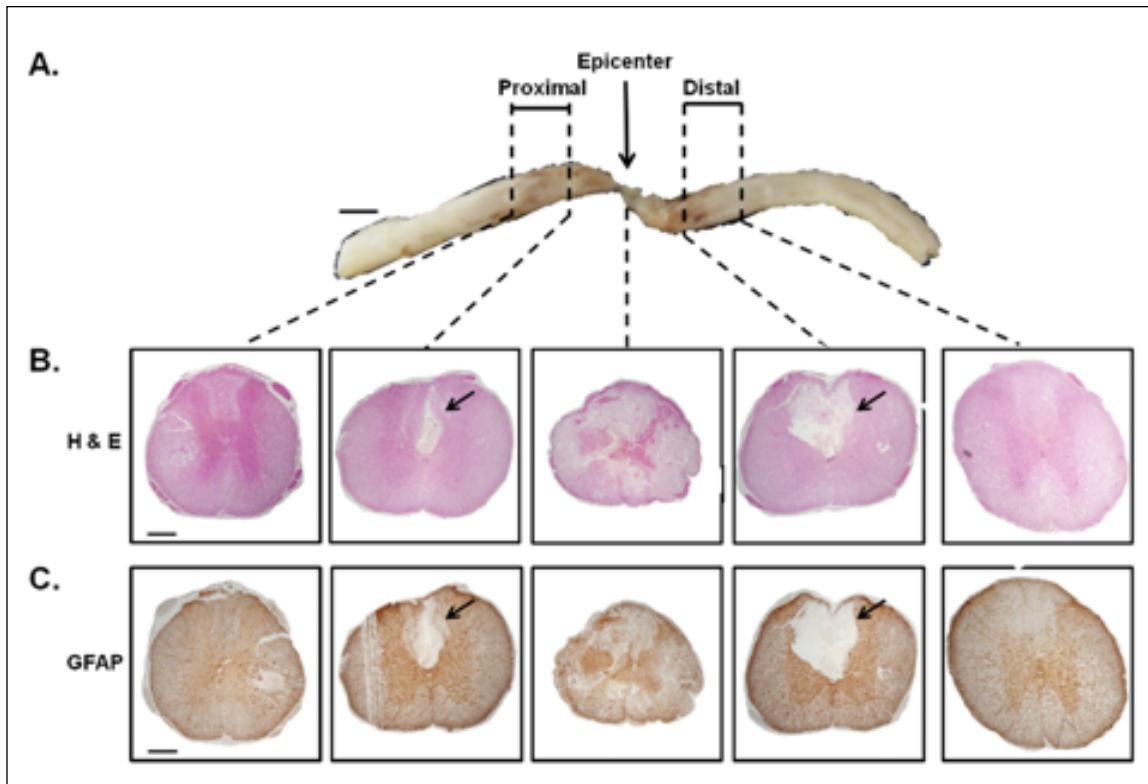 A.
Epicenter
Proximal
Distal
B.
H & E
C.
GFAP